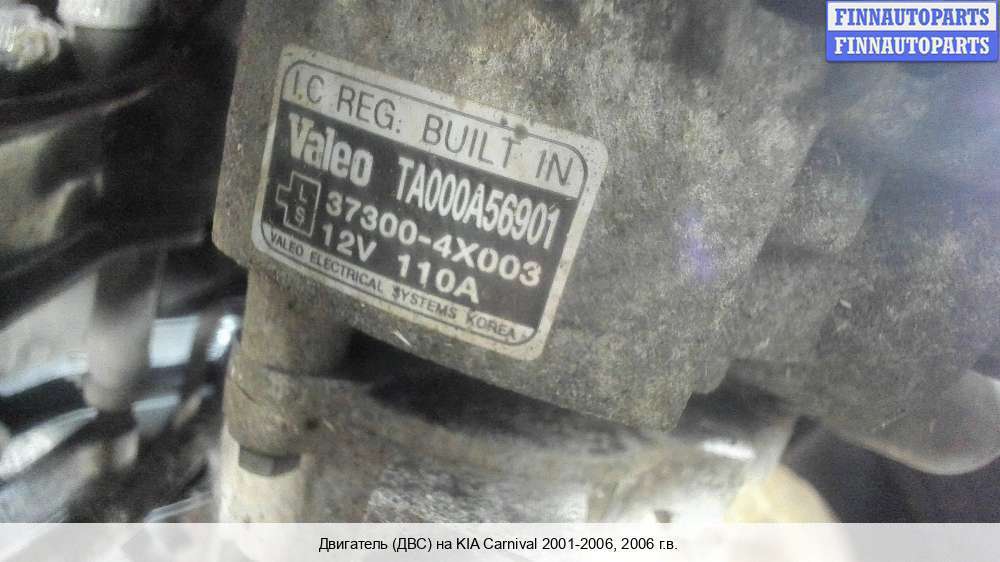 FINNAUTOPARTS
FINNAUTOPARTS
I.C REG: BUILT IN
Valeo TA000A56901
L S 37300-4X003
12V 110A
VALEO ELECTRICAL SYSTEMS KOREA
Двигатель (ДВС) на KIA Carnival 2001-2006, 2006 г.в.